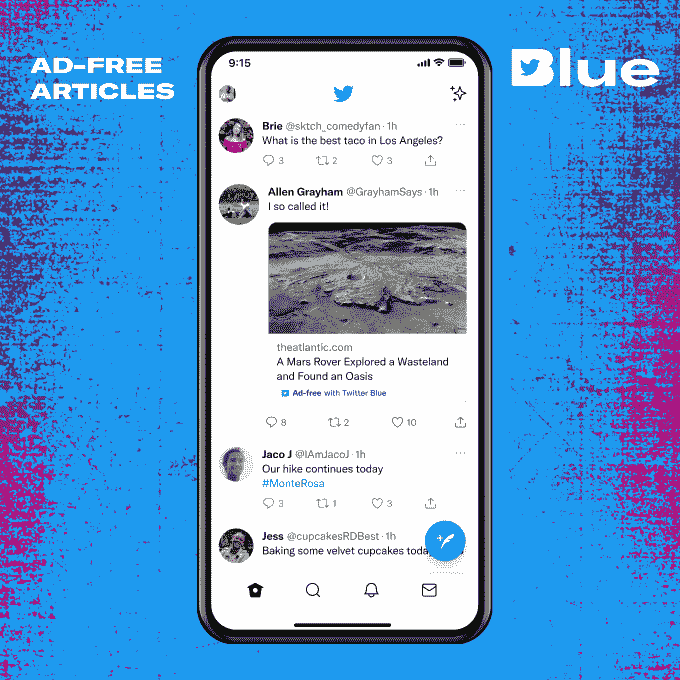 AD-FREE
ARTICLES
Blue
9:15
Brie @sktch_comedyfan · 1h
What is the best taco in Los Angeles?
3 2 3
Allen Grayham @GrayhamSays · 1h
I so called it!
theatlantic.com
A Mars Rover Explored a Wasteland
and Found an Oasis
Ad-free with Twitter Blue
8 2 10
Jaco J @IAmJacoJ · 1h
Our hike continues today
#MonteRosa
3 1 3
Jess @cupcakesRDBest · 1h
Baking some velvet cupcakes